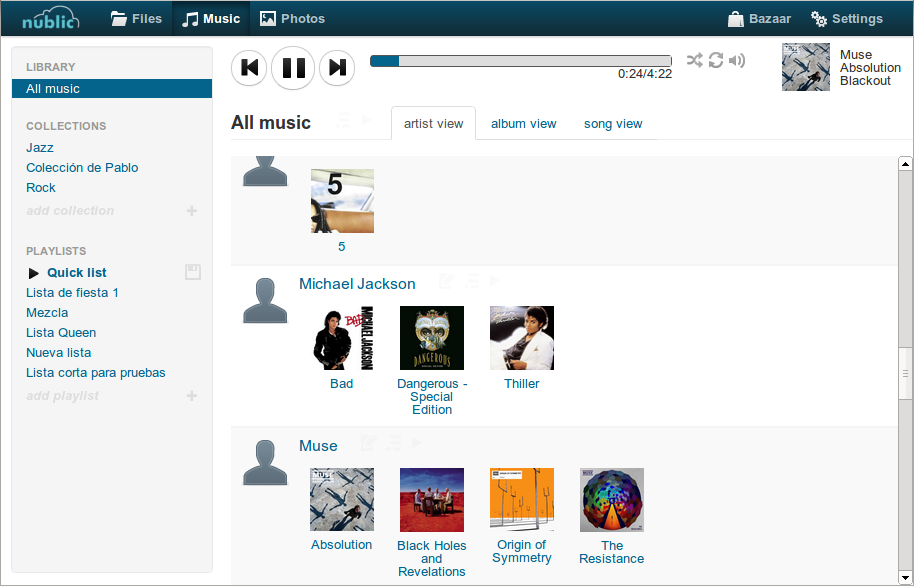 nublic
Files
Music
Photos
Bazaar
Settings
LIBRARY
All music
COLLECTIONS
Jazz
Colección de Pablo
Rock
add collection
PLAYLISTS
Quick list
Lista de fiesta 1
Mezcla
Lista Queen
Nueva lista
Lista corta para pruebas
add playlist
0:24/4:22
Muse
Absolution
Blackout
All music
artist view
album view
song view
5
5
Michael Jackson
BAD
MICHAEL JACKSON
DANGEROUS
Bad
Dangerous -
Special
Edition
Thiller
Muse
MUSE
Absolution
Black Holes
and
Revelations
Origin of
Symmetry
The
Resistance